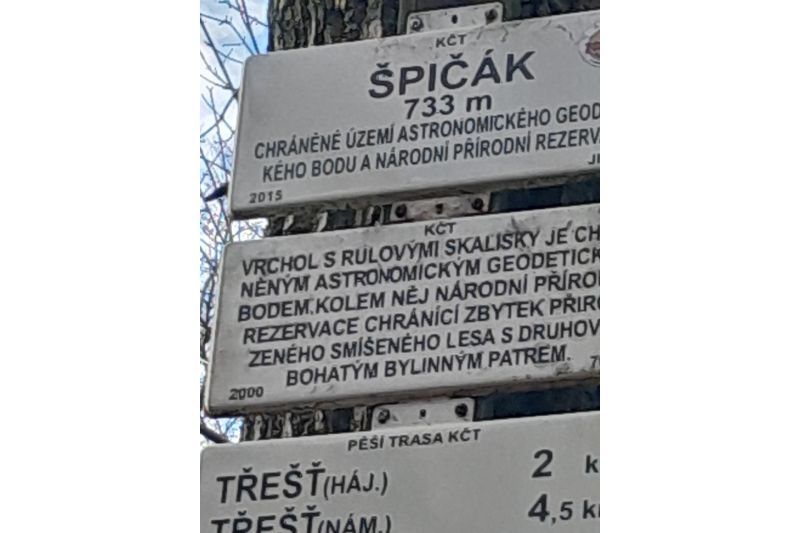 KČT
ŠPIČÁK
733 m
CHRÁNĚNÉ ÚZEMÍ ASTRONOMICKÉHO GEOD
KÉHO BODU A NÁRODNÍ PŘÍRODNÍ REZERV
2015
KČT
VRCHOL S RULOVÝMI SKALISKY JE CH
NĚNÝM ASTRONOMICKÝM GEODETICK
BODEM.KOLEM NĚJ NÁRODNÍ PŘÍROD
REZERVACE CHRÁNÍCÍ ZBYTEK PŘIRO
ZENÉHO SMÍŠENÉHO LESA S DRUHOV
BOHATÝM BYLINNÝM PATREM.
2000
PĚŠÍ TRASA KČT
TŘEŠŤ(HÁJ.) 2 k
TŘEŠŤ(NÁM.) 4,5 k